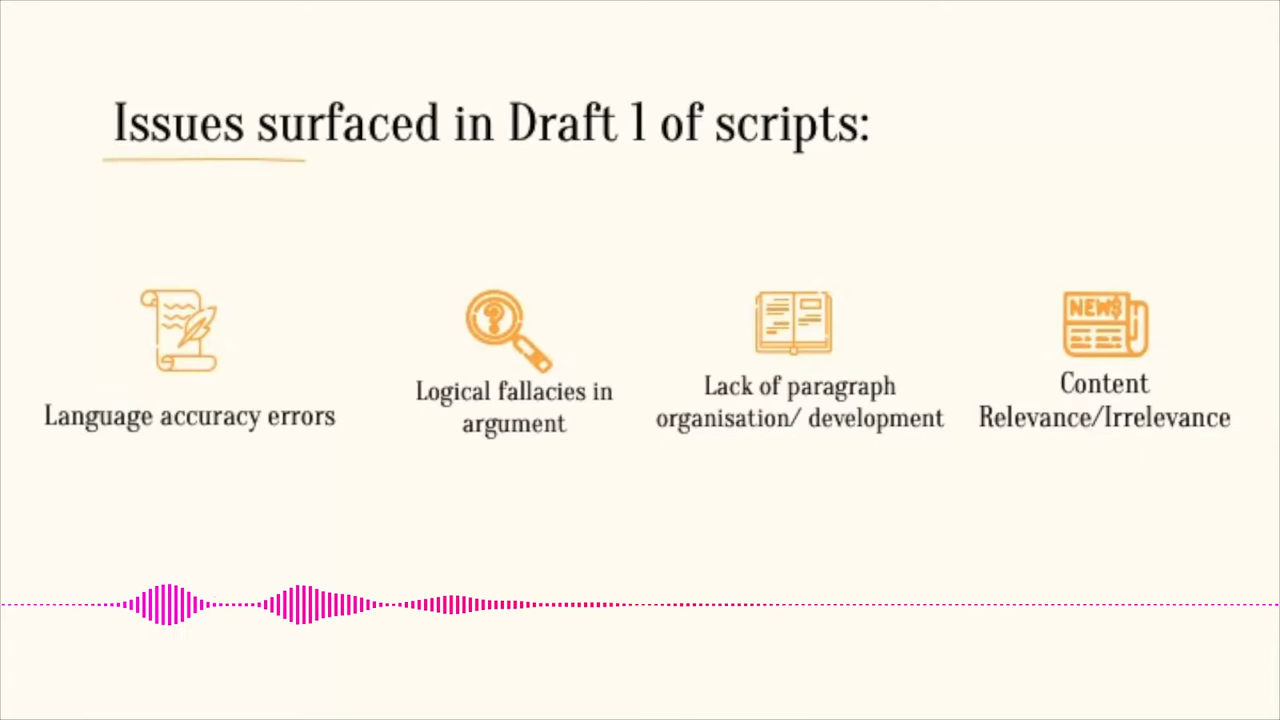 Issues surfaced in Draft 1 of scripts:
Language accuracy errors
Logical fallacies in
argument
Lack of paragraph
organisation/ development
NEWS
Content
Relevance/Irrelevance